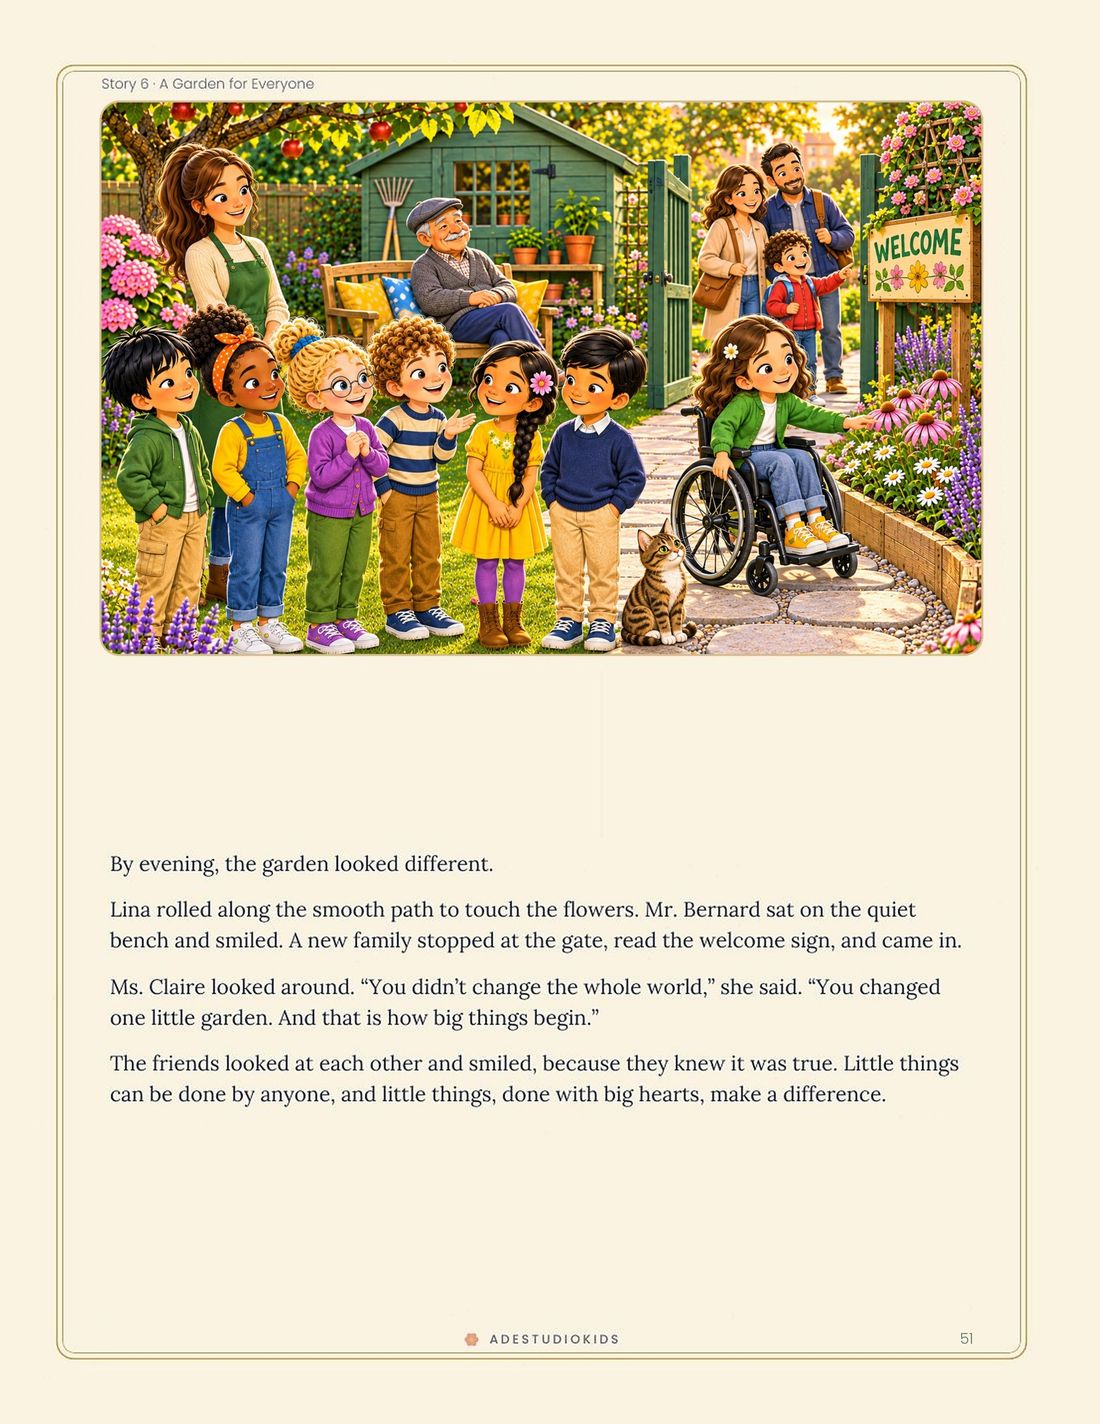 Story 6 · A Garden for Everyone
WELCOME
By evening, the garden looked different.
Lina rolled along the smooth path to touch the flowers. Mr. Bernard sat on the quiet
bench and smiled. A new family stopped at the gate, read the welcome sign, and came in.
Ms. Claire looked around. “You didn’t change the whole world,” she said. “You changed
one little garden. And that is how big things begin.”
The friends looked at each other and smiled, because they knew it was true. Little things
can be done by anyone, and little things, done with big hearts, make a difference.
ADESTUDIOKIDS
51